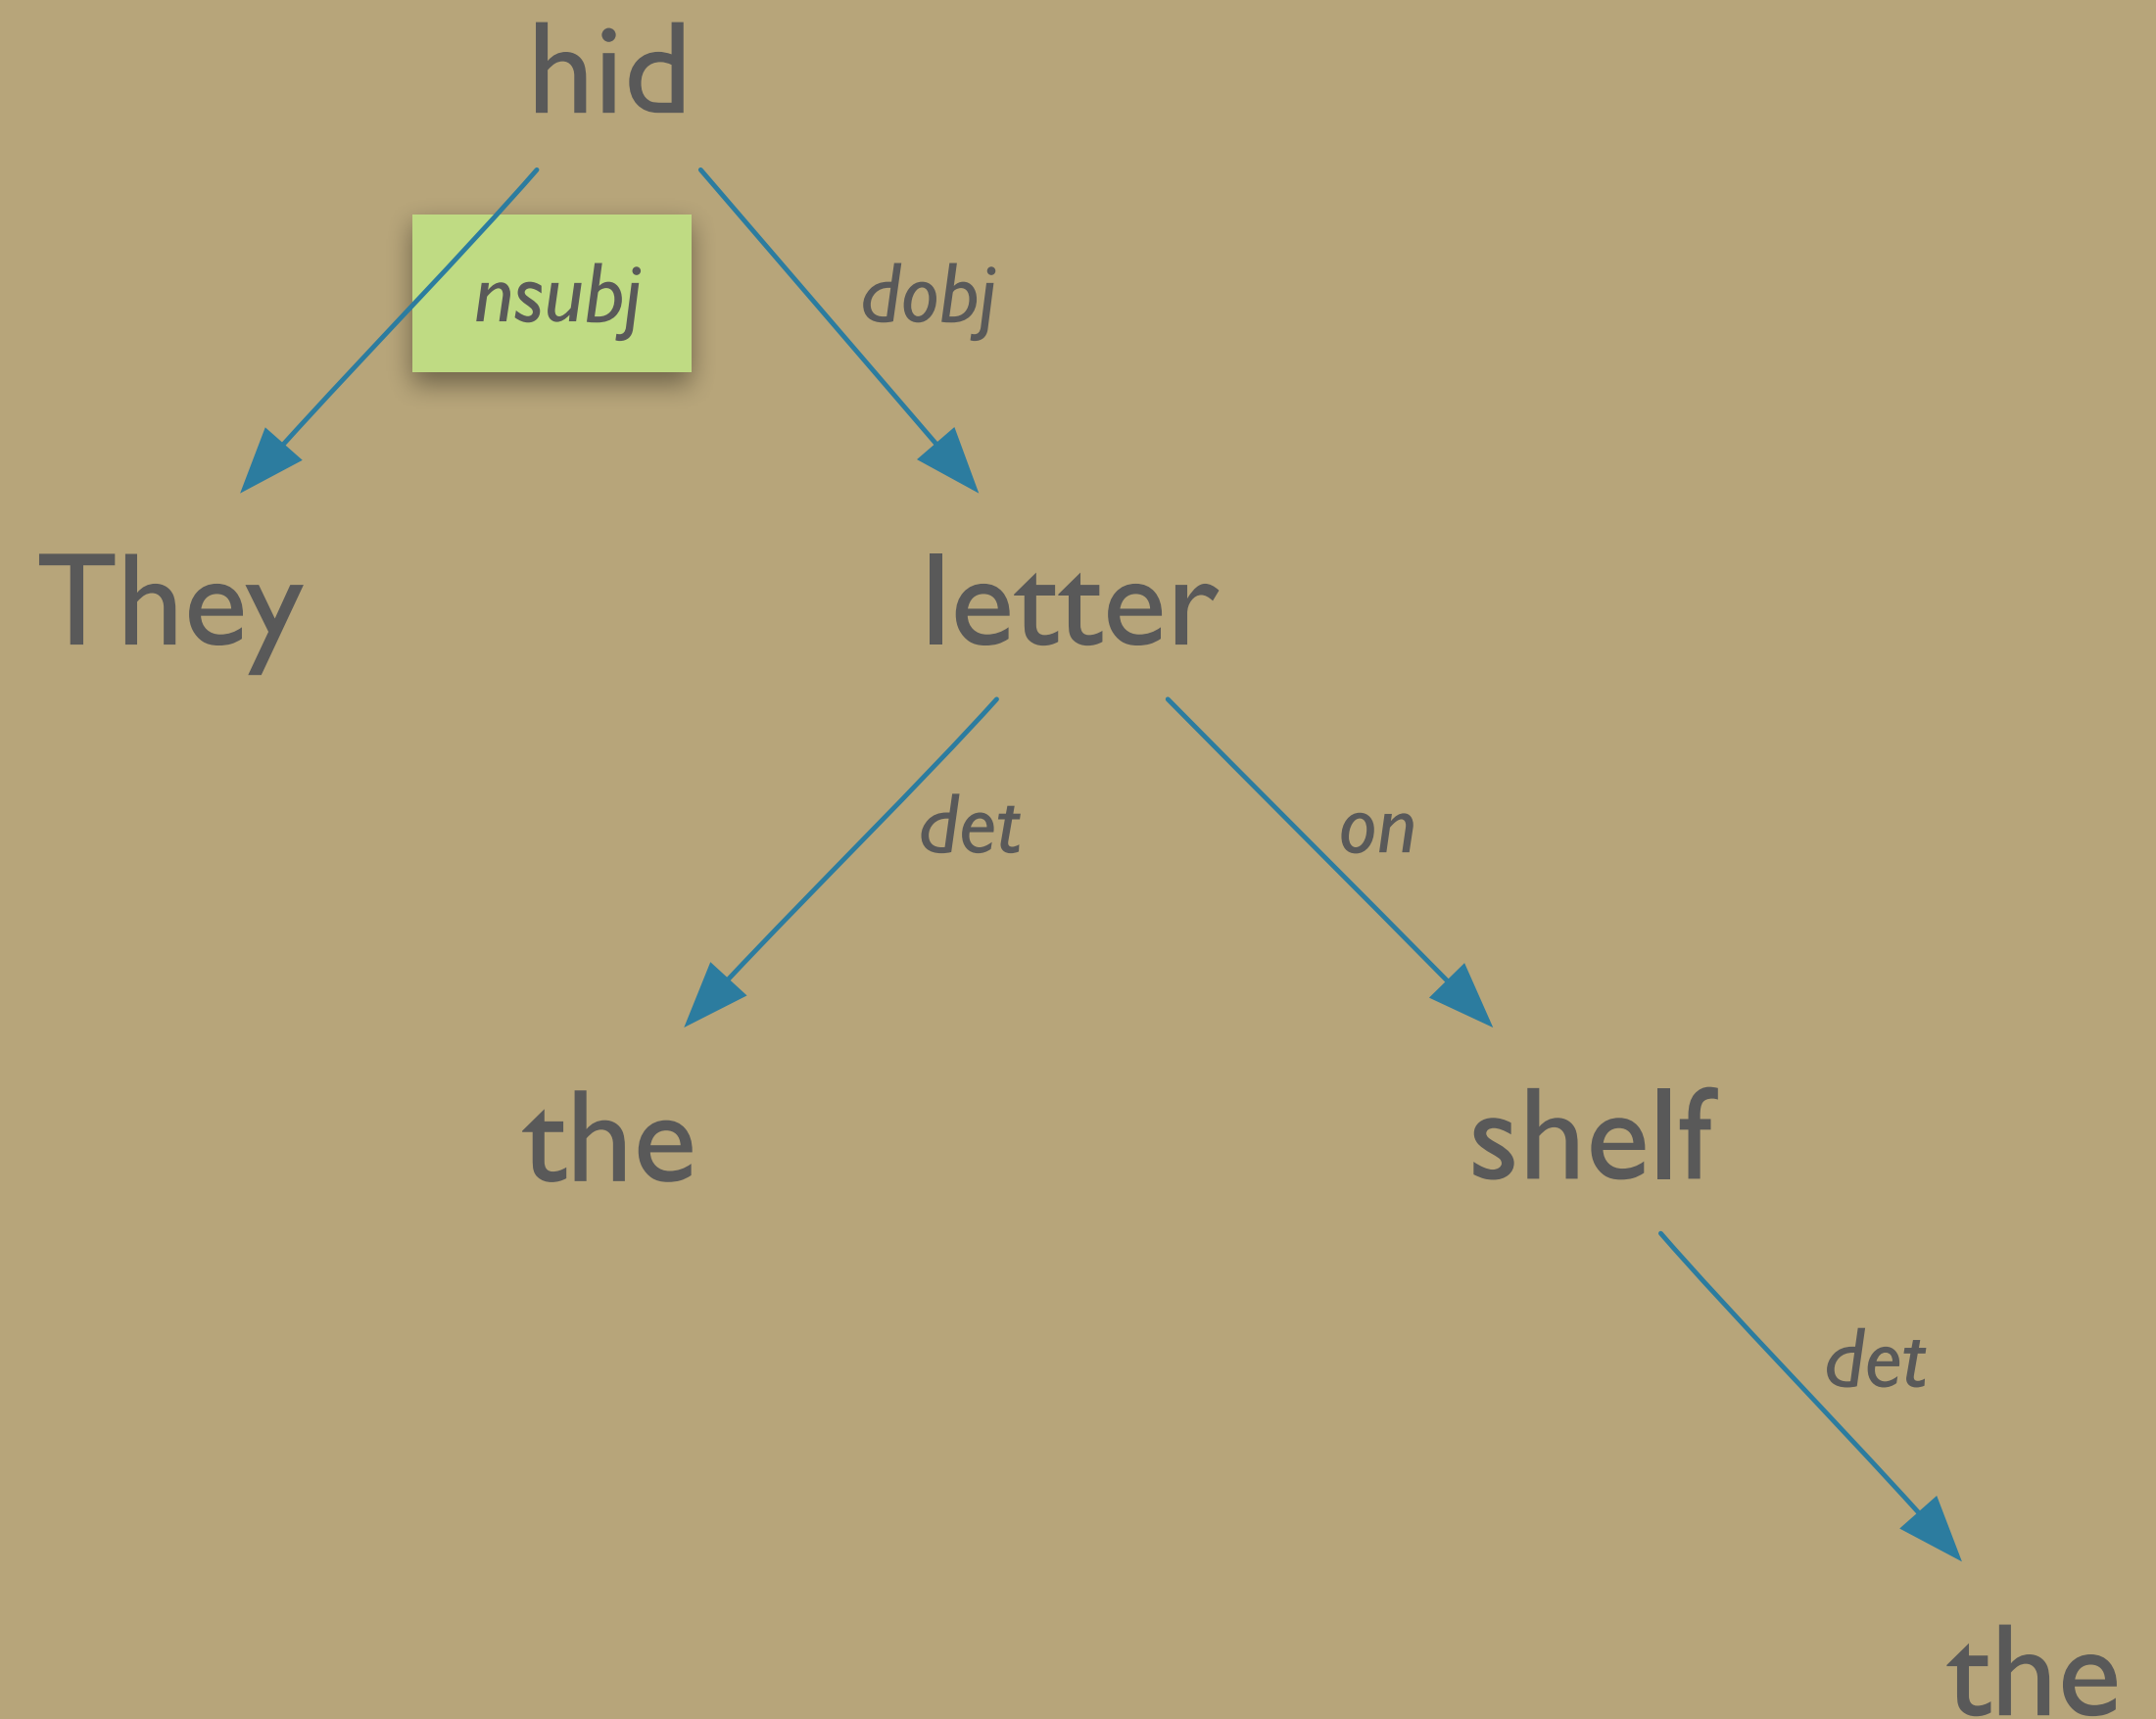 hid
nsubj dobj
They letter
det on
the shelf
det
the